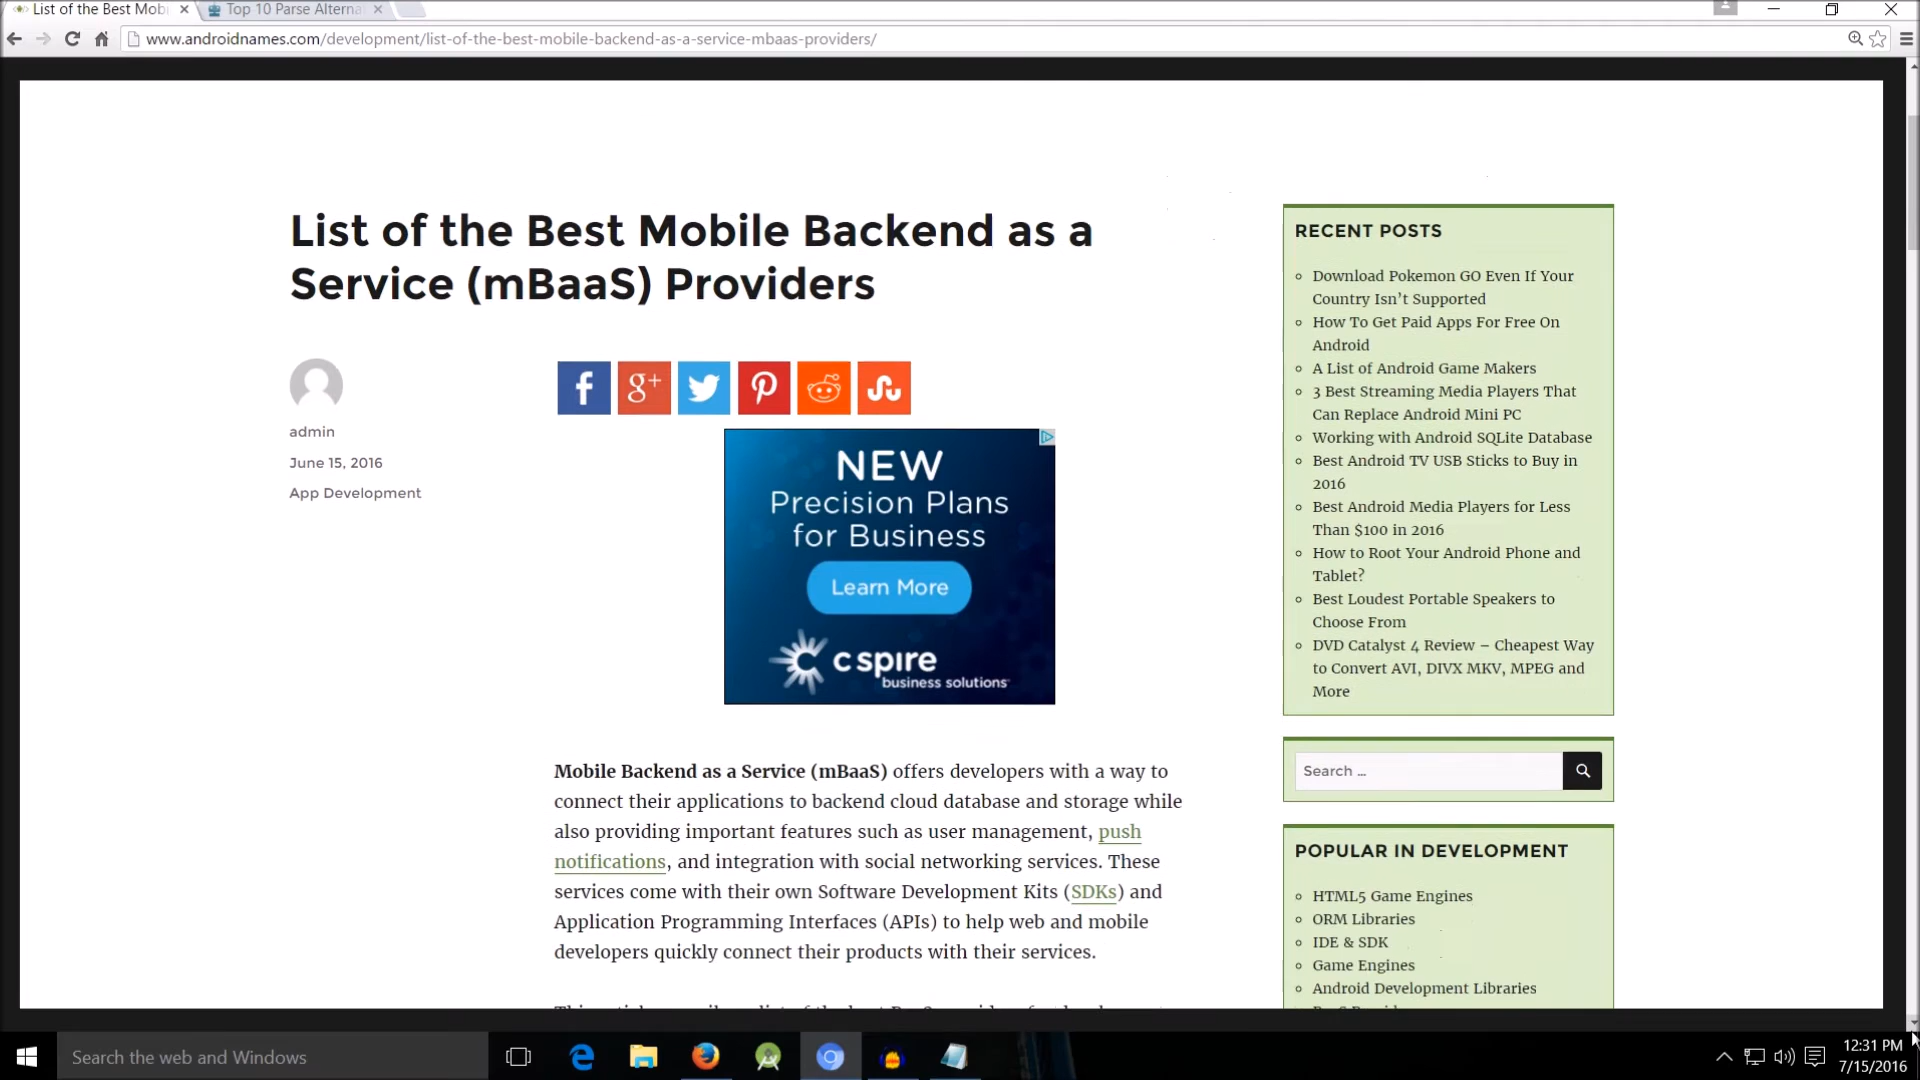 List of the Best Mob
Top 10 Parse Alterna
www.androidnames.com/development/list-of-the-best-mobile-backend-as-a-service-mbaas-providers/
List of the Best Mobile Backend as a
Service (mBaaS) Providers
admin
June 15, 2016
App Development
NEW
Precision Plans
for Business
Learn More
c spire
business solutions
Mobile Backend as a Service (mBaaS) offers developers with a way to
connect their applications to backend cloud database and storage while
also providing important features such as user management, push
notifications, and integration with social networking services. These
services come with their own Software Development Kits (SDKs) and
Application Programming Interfaces (APIs) to help web and mobile
developers quickly connect their products with their services.
RECENT POSTS
Download Pokemon GO Even If Your
Country Isn't Supported
How To Get Paid Apps For Free On
Android
A List of Android Game Makers
3 Best Streaming Media Players That
Can Replace Android Mini PC
Working with Android SQLite Database
Best Android TV USB Sticks to Buy in
2016
Best Android Media Players for Less
Than $100 in 2016
How to Root Your Android Phone and
Tablet?
Best Loudest Portable Speakers to
Choose From
DVD Catalyst 4 Review – Cheapest Way
to Convert AVI, DIVX MKV, MPEG and
More
Search ...
POPULAR IN DEVELOPMENT
HTML5 Game Engines
ORM Libraries
IDE & SDK
Game Engines
Android Development Libraries
Search the web and Windows
12:31 PM
7/15/2016